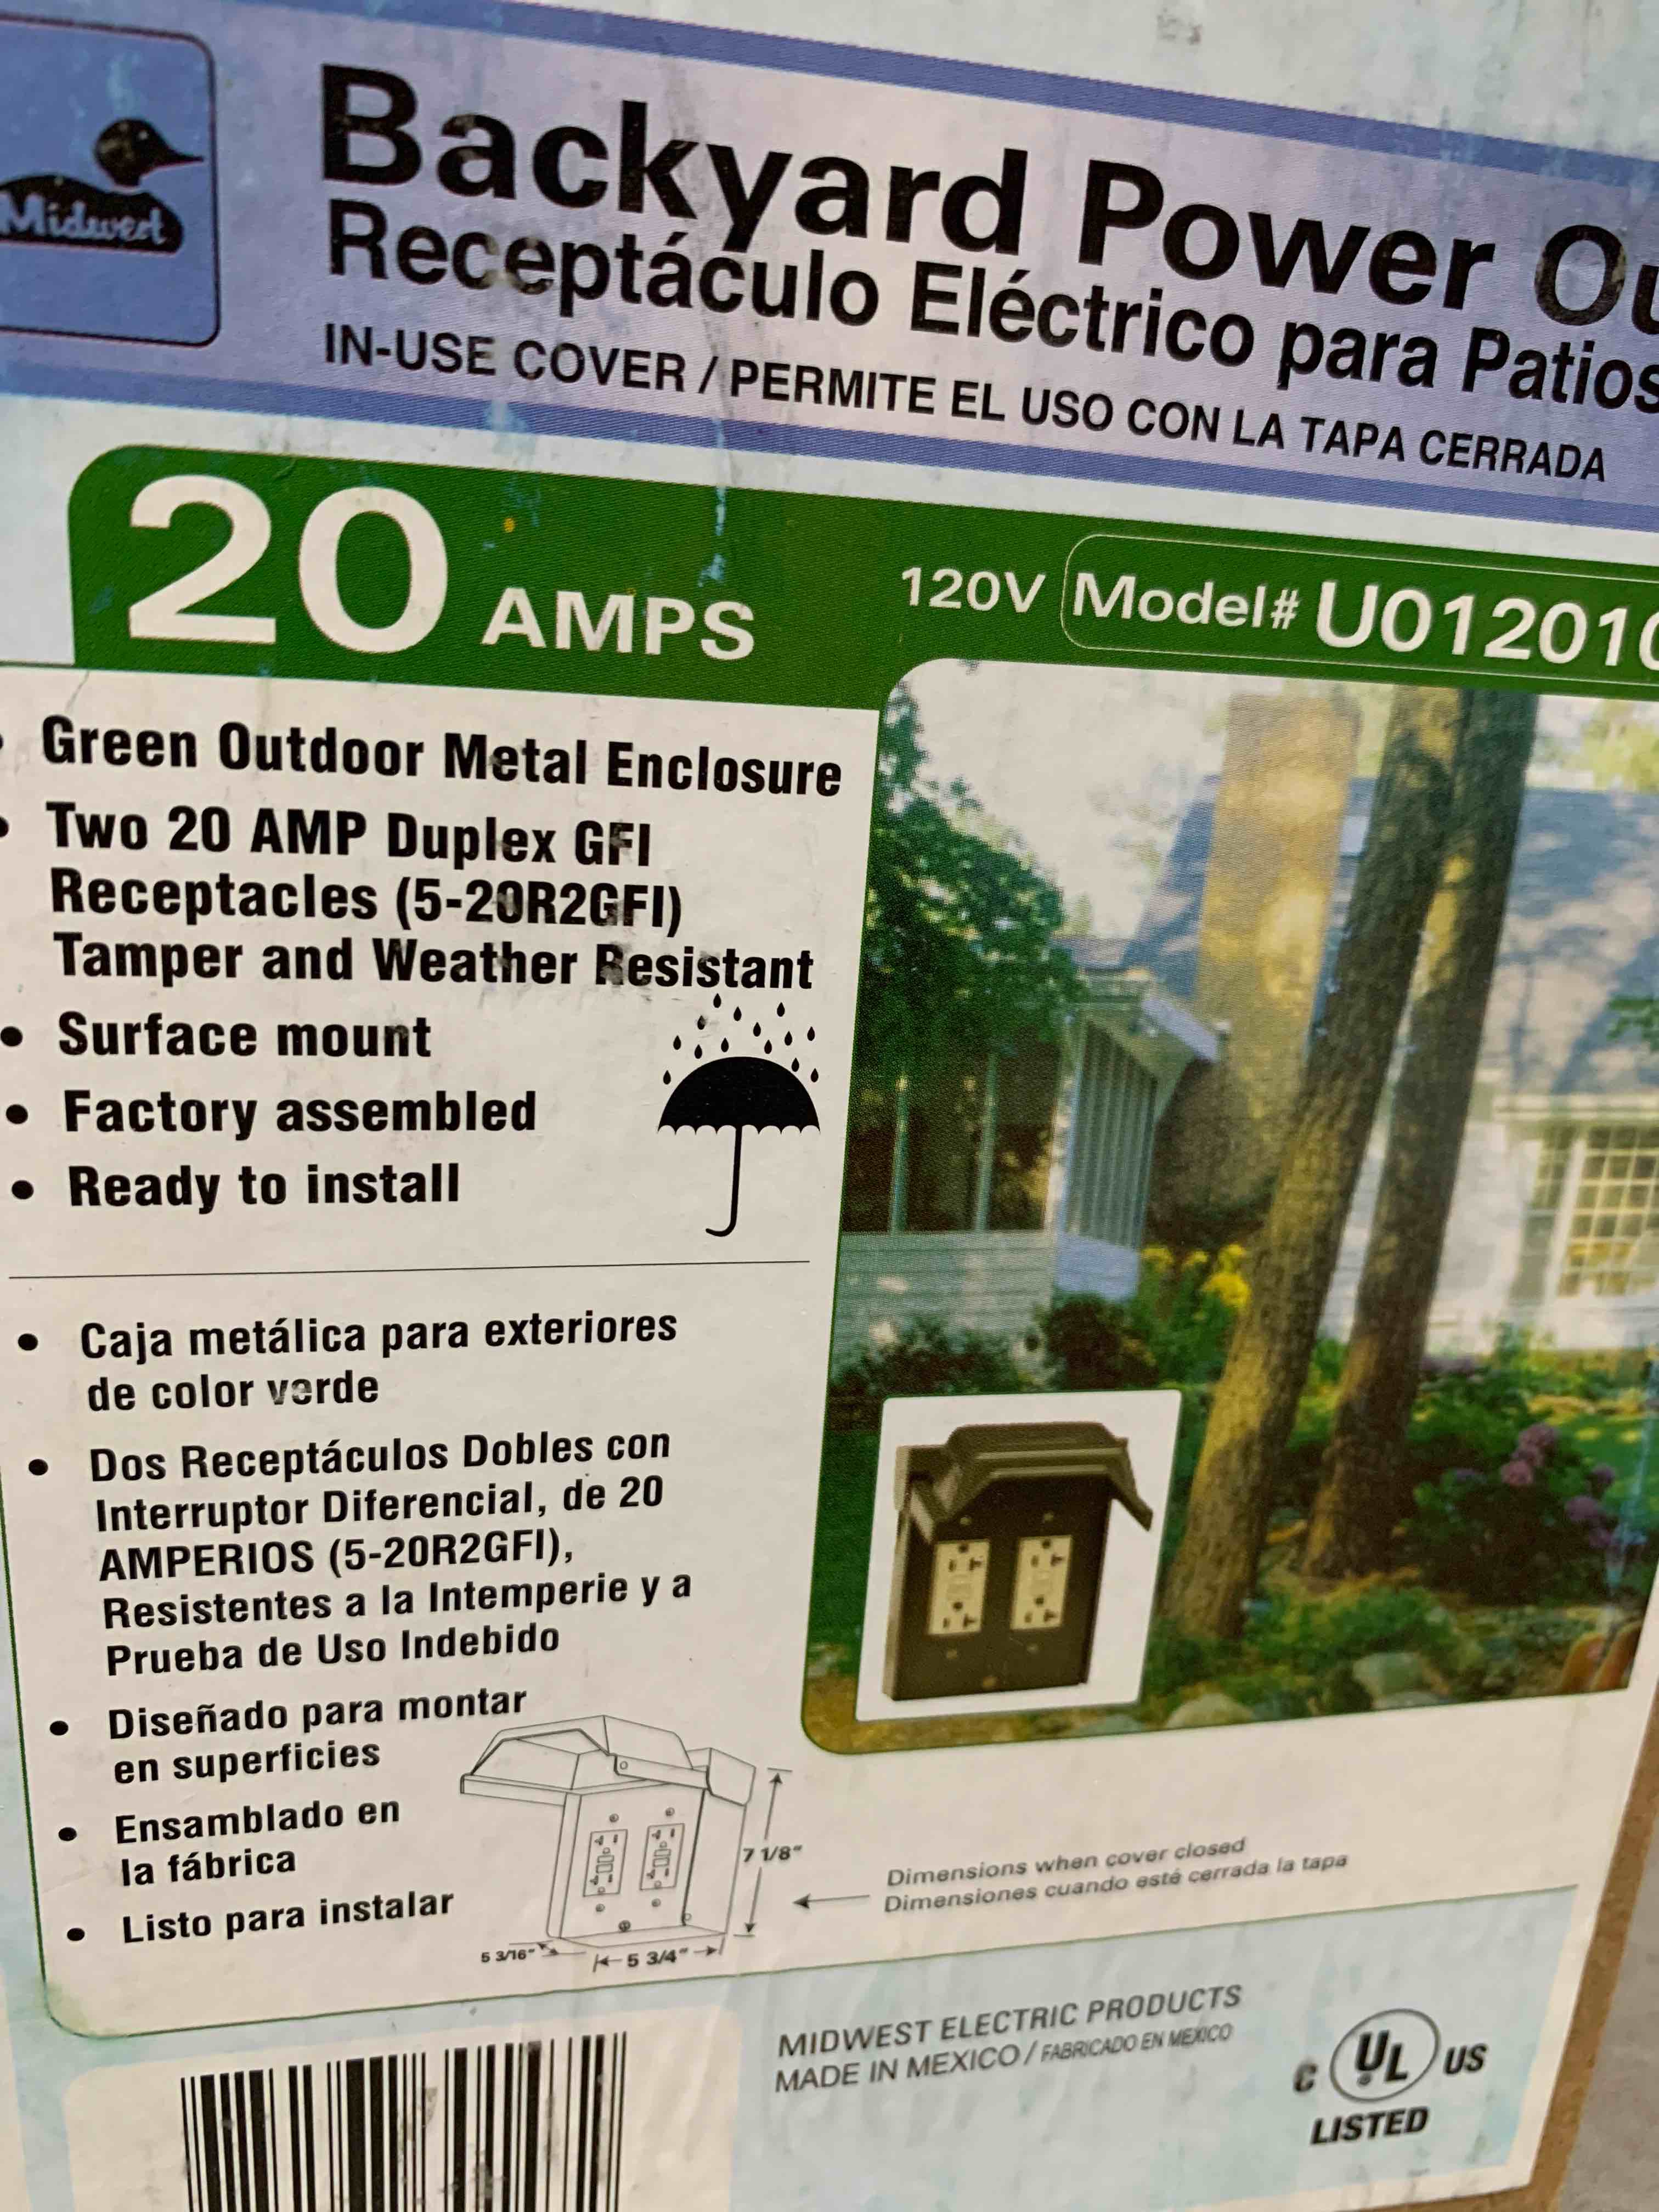 Midwest
Backyard Power Ou
Receptáculo Eléctrico para Patios
IN-USE COVER / PERMITE EL USO CON LA TAPA CERRADA
20 AMPS
120V Model# U012010
• Green Outdoor Metal Enclosure
• Two 20 AMP Duplex GFI
Receptacles (5-20R2GFI)
Tamper and Weather Resistant
• Surface mount
• Factory assembled
• Ready to install
• Caja metálica para exteriores
de color verde
• Dos Receptáculos Dobles con
Interruptor Diferencial, de 20
AMPERIOS (5-20R2GFI),
Resistentes a la Intemperie y a
Prueba de Uso Indebido
• Diseñado para montar
en superficies
• Ensamblado en
la fábrica
• Listo para instalar
7 1/8"
5 3/16"
5 3/4"
Dimensions when cover closed
Dimensiones cuando esté cerrada la tapa
MIDWEST ELECTRIC PRODUCTS
MADE IN MEXICO / FABRICADO EN MEXICO
C UL US
LISTED